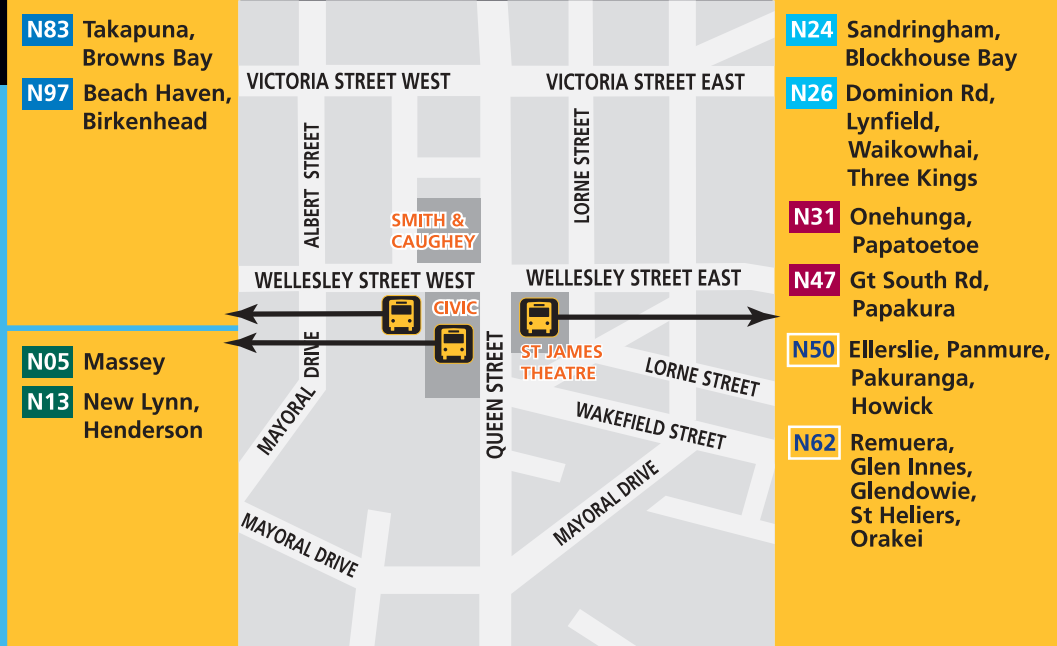 N83 Takapuna,
Browns Bay
N97 Beach Haven,
Birkenhead
N05 Massey
N13 New Lynn,
Henderson
VICTORIA STREET WEST
VICTORIA STREET EAST
ALBERT STREET
LORNE STREET
SMITH &
CAUGHEY
WELLESLEY STREET WEST
WELLESLEY STREET EAST
CIVIC
ST JAMES
THEATRE
MAYORAL DRIVE
QUEEN STREET
LORNE STREET
WAKEFIELD STREET
MAYORAL DRIVE
MAYORAL DRIVE
N24 Sandringham,
Blockhouse Bay
N26 Dominion Rd,
Lynfield,
Waikowhai,
Three Kings
N31 Onehunga,
Papatoetoe
N47 Gt South Rd,
Papakura
N50 Ellerslie, Panmure,
Pakuranga,
Howick
N62 Remuera,
Glen Innes,
Glendowie,
St Heliers,
Orakei